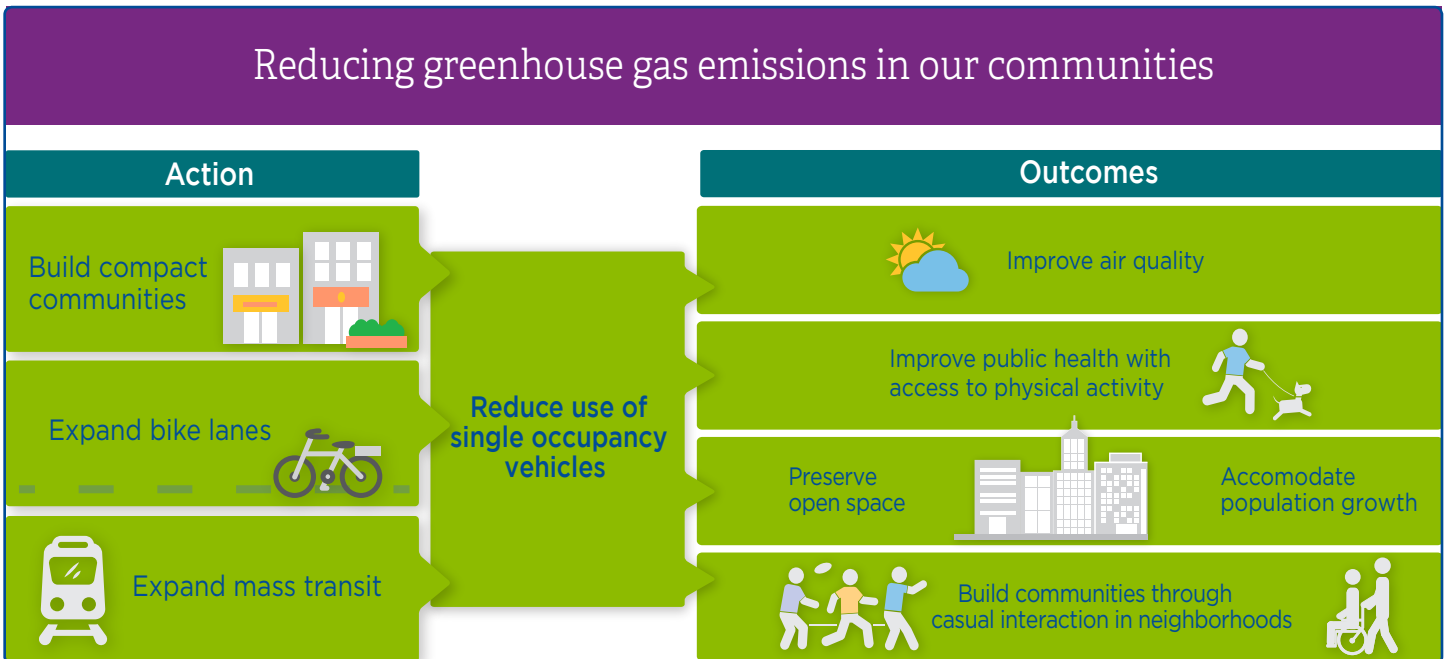 Reducing greenhouse gas emissions in our communities
Action
Build compact
communities
Expand bike lanes
Expand mass transit
Reduce use of
single occupancy
vehicles
Outcomes
Improve air quality
Improve public health with
access to physical activity
Preserve
open space
Accomodate
population growth
Build communities through
casual interaction in neighborhoods